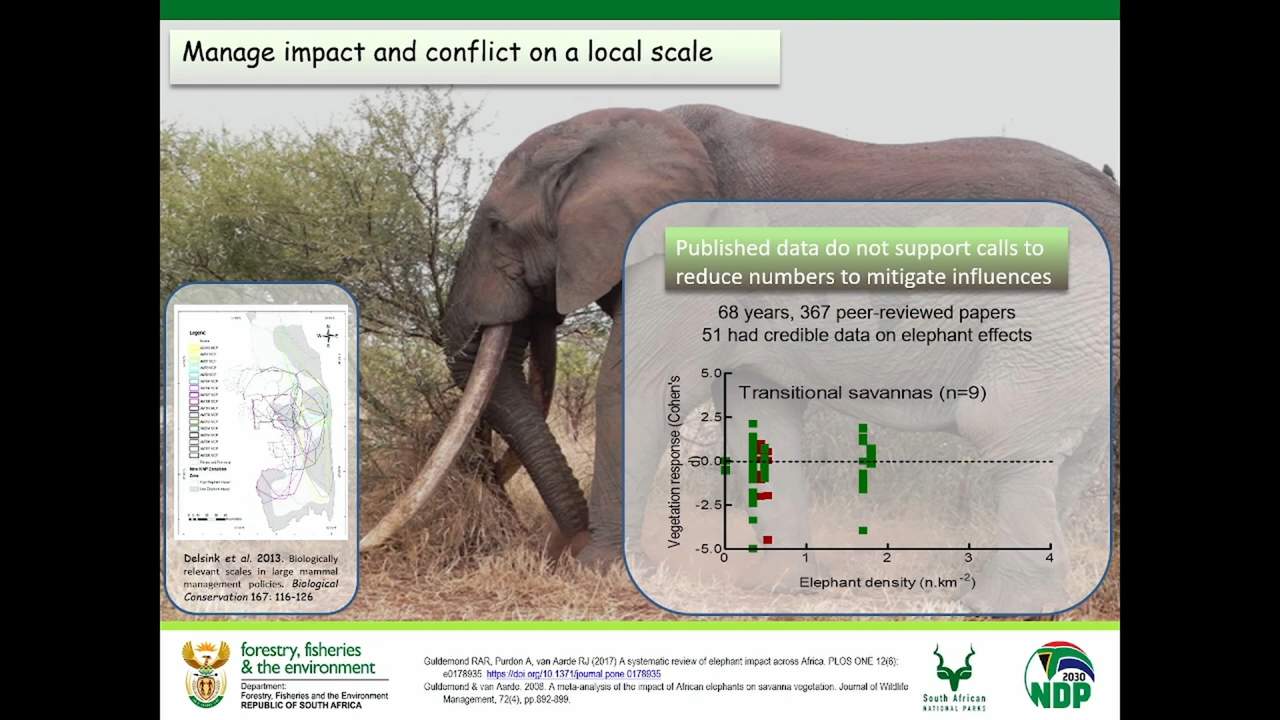 Manage impact and conflict on a local scale
Published data do not support calls to
reduce numbers to mitigate influences
68 years, 367 peer-reviewed papers
51 had credible data on elephant effects
Transitional savannas (n=9)
Vegetation response (Cohen's
d)
5.0
2.5
0.0
-2.5
-5.0
0 1 2 3 4
Elephant density (n.km-2)
Legend
N
Delsink et al. 2013. Biologically
relevant scales in large mammal
management policies. Biological
Conservation 167: 116-126
forestry, fisheries
& the environment
Department:
Forestry, Fisheries and the Environment
REPUBLIC OF SOUTH AFRICA
Guldemond RAR, Purdon A, van Aarde RJ (2017) A systematic review of elephant impact across Africa. PLOS ONE 12(6):
e0178935. https://doi.org/10.1371/journal.pone.0178935
Guldemond & van Aarde. 2008. A meta-analysis of the impact of African elephants on savanna vegetation. Journal of Wildlife
Management, 72(4), pp.892-899.
South African
NATIONAL PARKS
2030
NDP